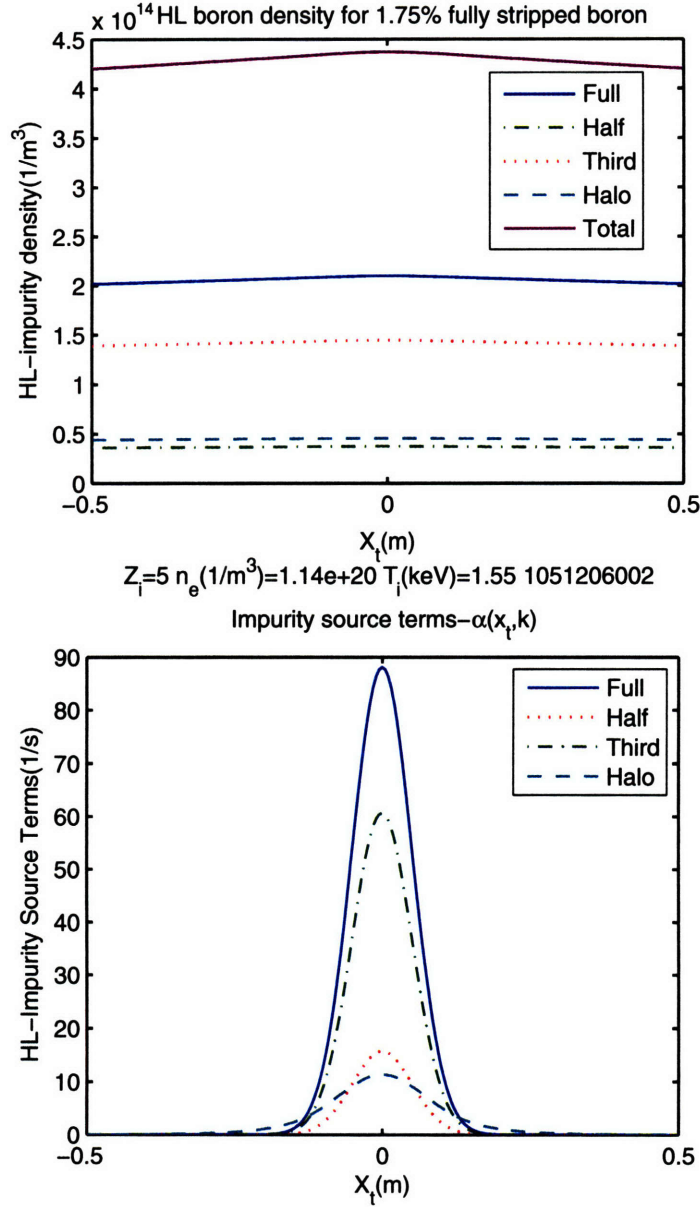 x 10^14 HL boron density for 1.75% fully stripped boron
4.5
4
3.5
3
2.5
2
1.5
1
0.5
0
HL−impurity density(1/m^3)
Full
Half
Third
Halo
Total
−0.5 0 0.5
X_t(m)
Z_i=5 n_e(1/m^3)=1.14e+20 T_i(keV)=1.55 1051206002
Impurity source terms−α(x_t,k)
90
80
70
60
50
40
30
20
10
0
HL−Impurity Source Terms(1/s)
Full
Half
Third
Halo
−0.5 0 0.5
X_t(m)